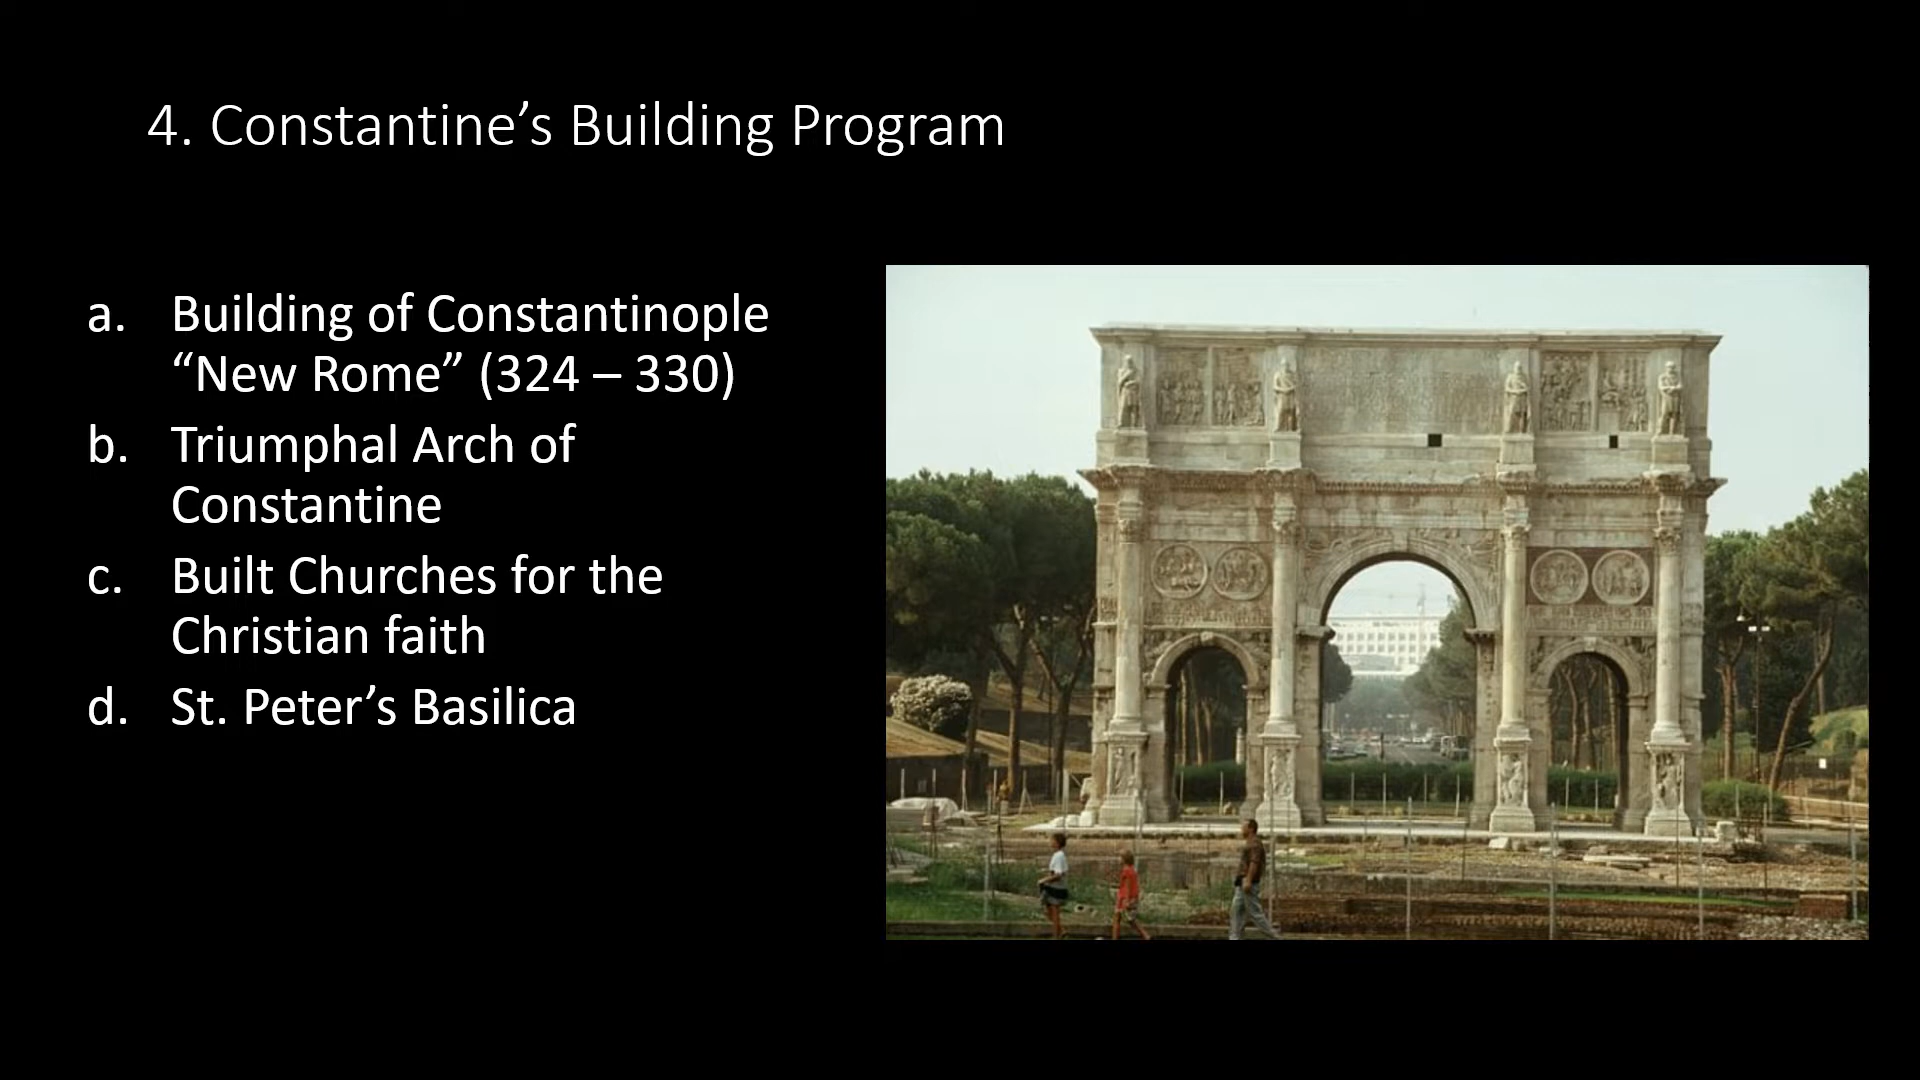 4. Constantine’s Building Program
a. Building of Constantinople
“New Rome” (324 – 330)
b. Triumphal Arch of
Constantine
c. Built Churches for the
Christian faith
d. St. Peter’s Basilica